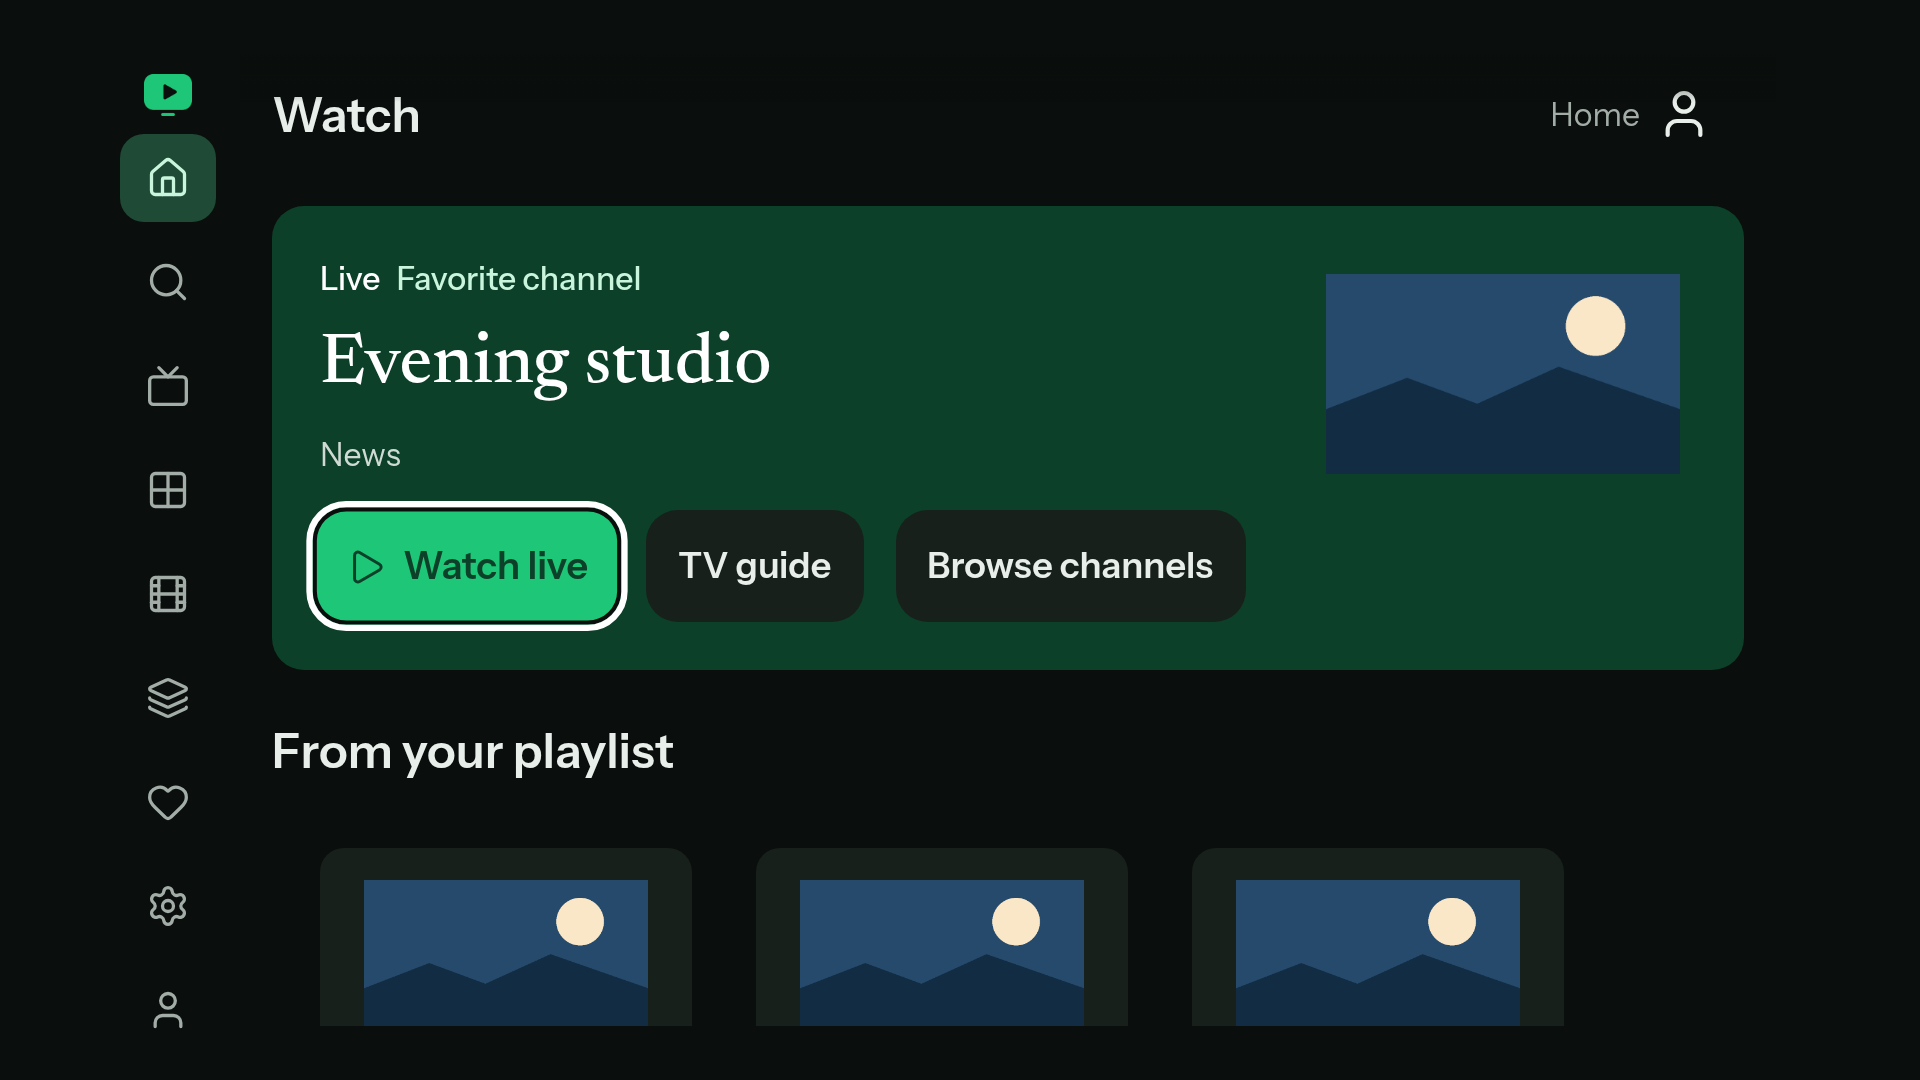 Watch
Home
Live Favorite channel
Evening studio
News
Watch live
TV guide
Browse channels
From your playlist